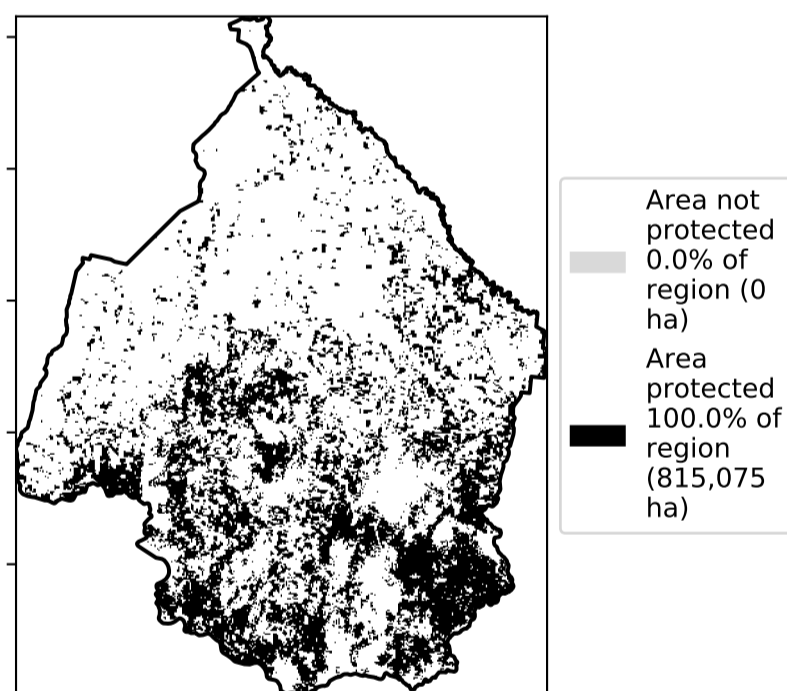 Area not
protected
0.0% of
region (0
ha)
Area
protected
100.0% of
region
(815,075
ha)